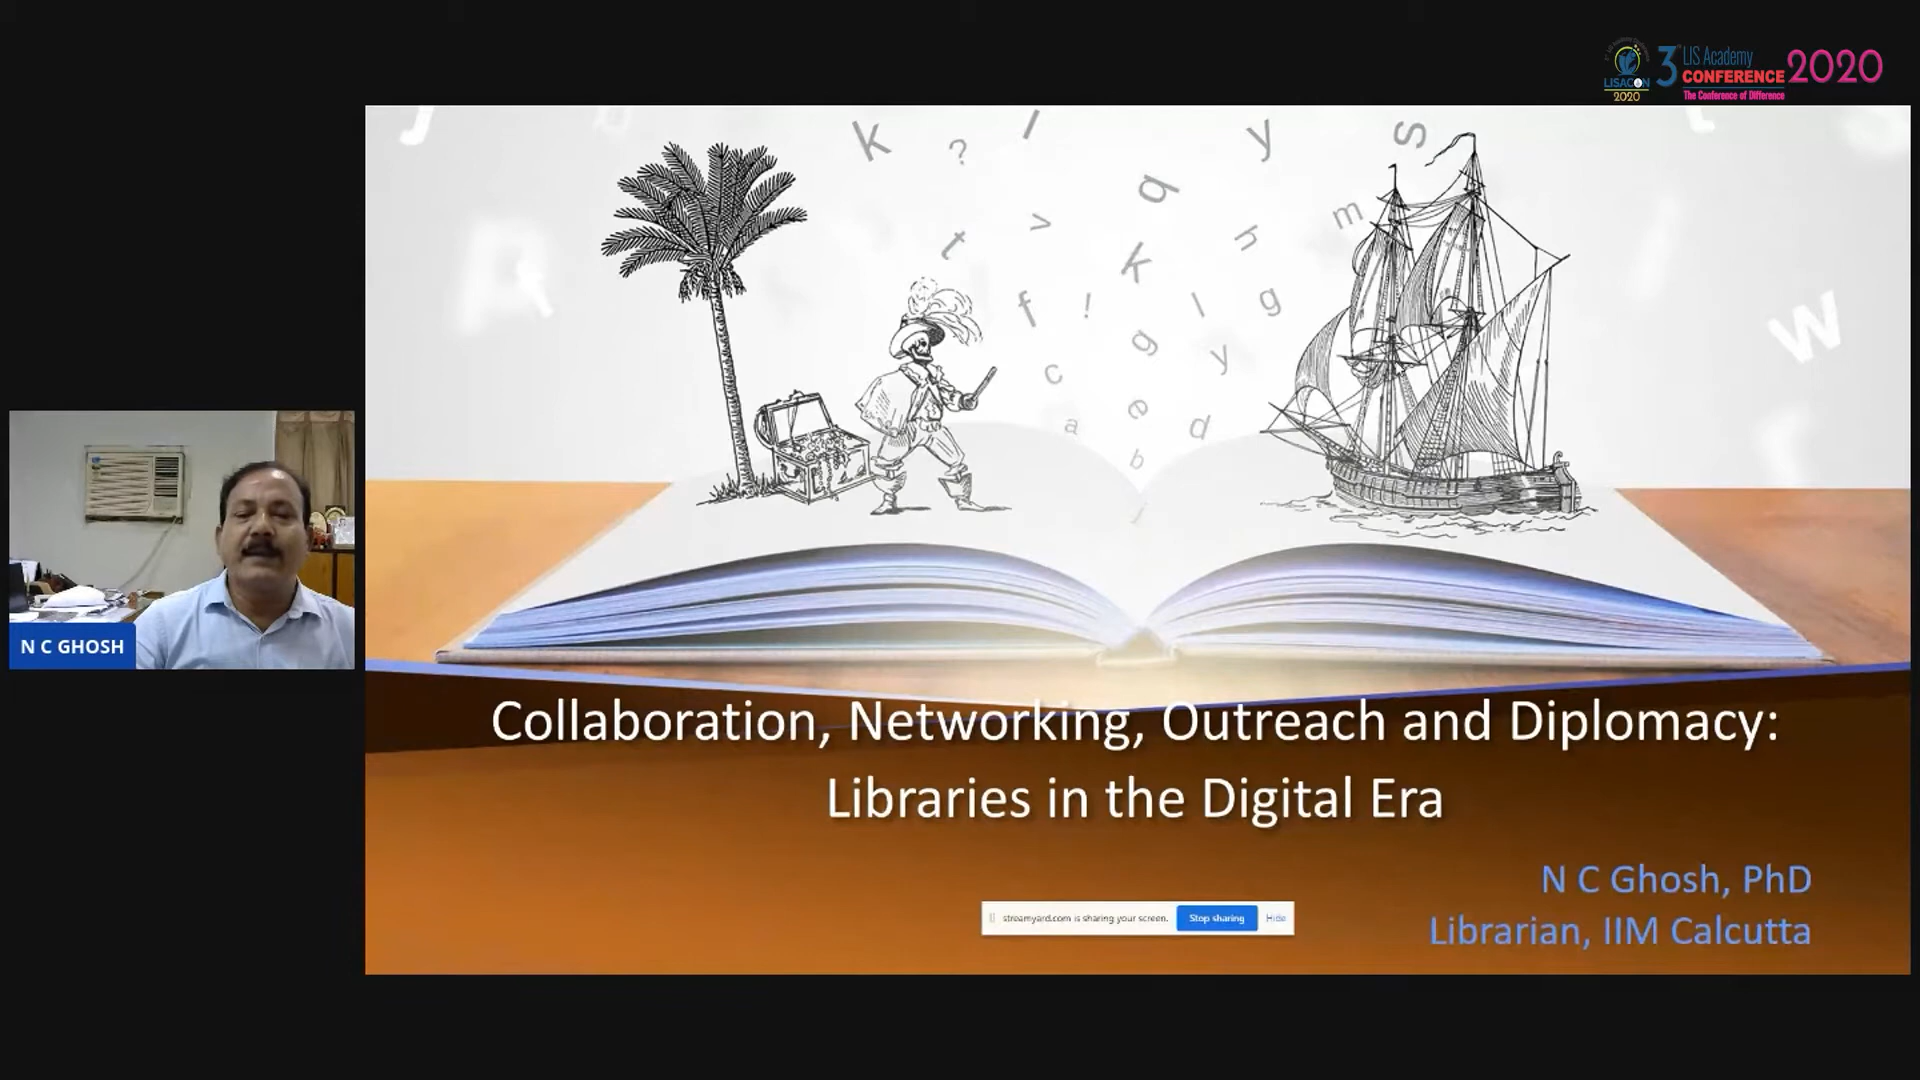 LISACON
2020
3rd LIS Academy
CONFERENCE 2020
The Conference of Difference
N C GHOSH
Collaboration, Networking, Outreach and Diplomacy:
Libraries in the Digital Era
N C Ghosh, PhD
Librarian, IIM Calcutta
streamyard.com is sharing your screen. Stop sharing Hide